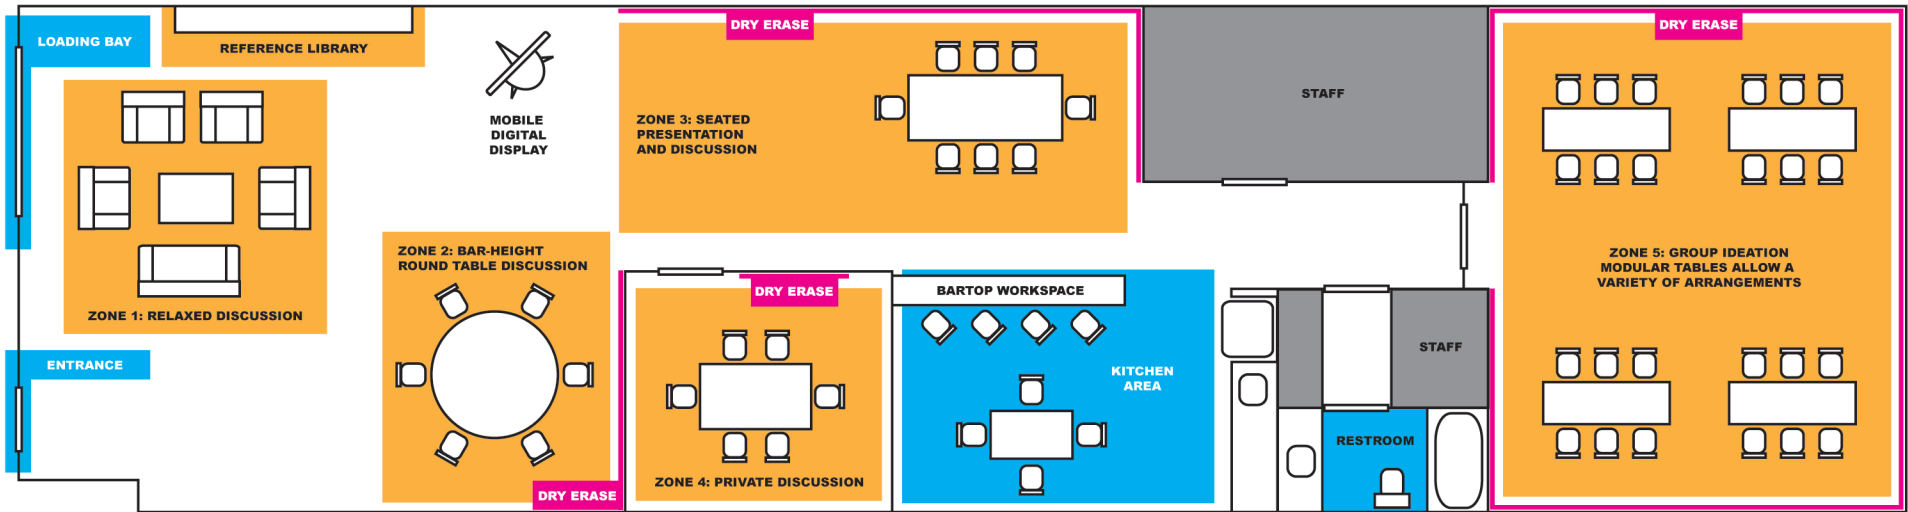 LOADING BAY
REFERENCE LIBRARY
MOBILE
DIGITAL
DISPLAY
DRY ERASE
ZONE 3: SEATED
PRESENTATION
AND DISCUSSION
STAFF
DRY ERASE
ZONE 1: RELAXED DISCUSSION
ENTRANCE
ZONE 2: BAR-HEIGHT
ROUND TABLE DISCUSSION
DRY ERASE
DRY ERASE
ZONE 4: PRIVATE DISCUSSION
BARTOP WORKSPACE
KITCHEN
AREA
STAFF
RESTROOM
ZONE 5: GROUP IDEATION
MODULAR TABLES ALLOW A
VARIETY OF ARRANGEMENTS